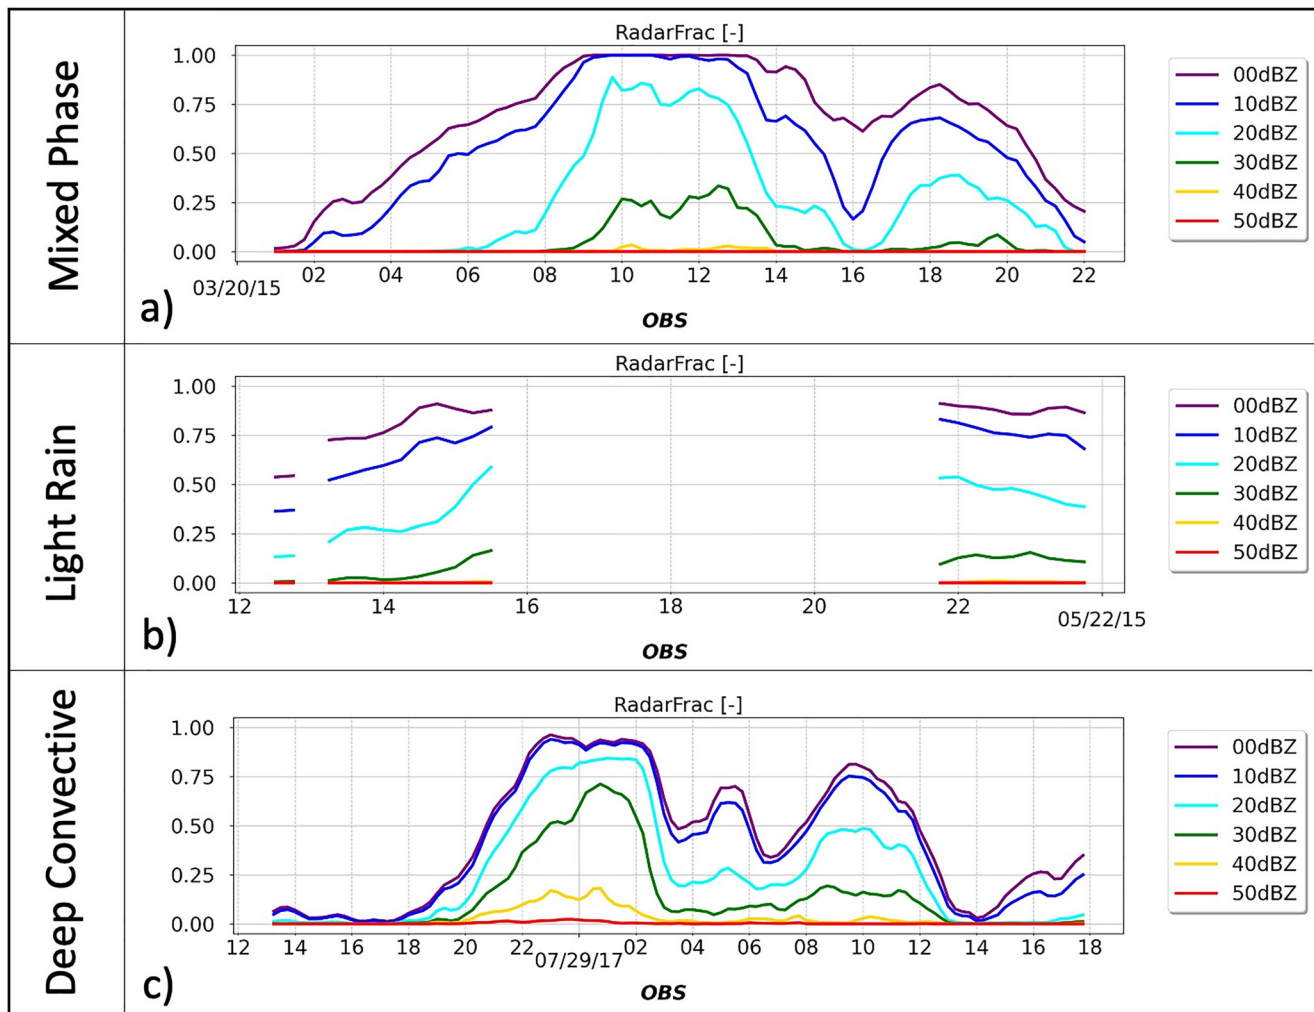 Mixed Phase
RadarFrac [-]
1.00
0.75
0.50
0.25
0.00
02 04 06 08 10 12 14 16 18 20 22
03/20/15
OBS
a)
00dBZ
10dBZ
20dBZ
30dBZ
40dBZ
50dBZ
Light Rain
RadarFrac [-]
1.00
0.75
0.50
0.25
0.00
12 14 16 18 20 22
05/22/15
OBS
b)
00dBZ
10dBZ
20dBZ
30dBZ
40dBZ
50dBZ
Deep Convective
RadarFrac [-]
1.00
0.75
0.50
0.25
0.00
12 14 16 18 20 22 02 04 06 08 10 12 14 16 18
07/29/17
OBS
c)
00dBZ
10dBZ
20dBZ
30dBZ
40dBZ
50dBZ